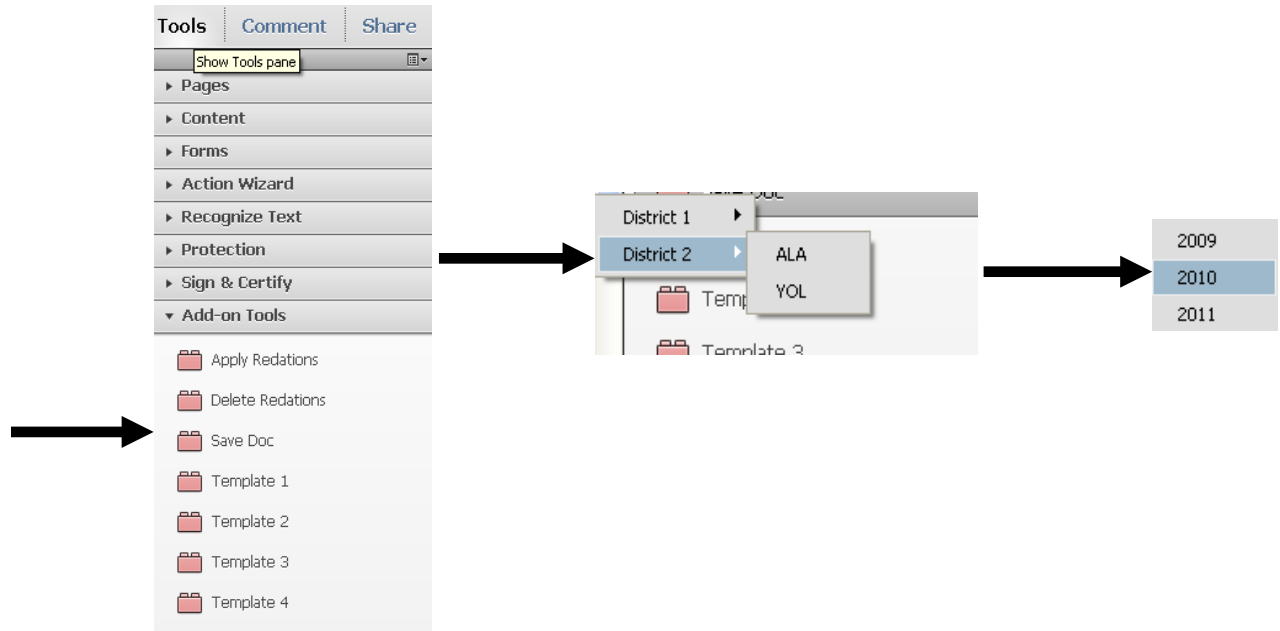 Tools Comment Share
Show Tools pane
Pages
Content
Forms
Action Wizard
Recognize Text
Protection
Sign & Certify
Add-on Tools
Apply Redations
Delete Redations
Save Doc
Template 1
Template 2
Template 3
Template 4
Doc
District 1
District 2
ALA
YOL
Template 3
2009
2010
2011